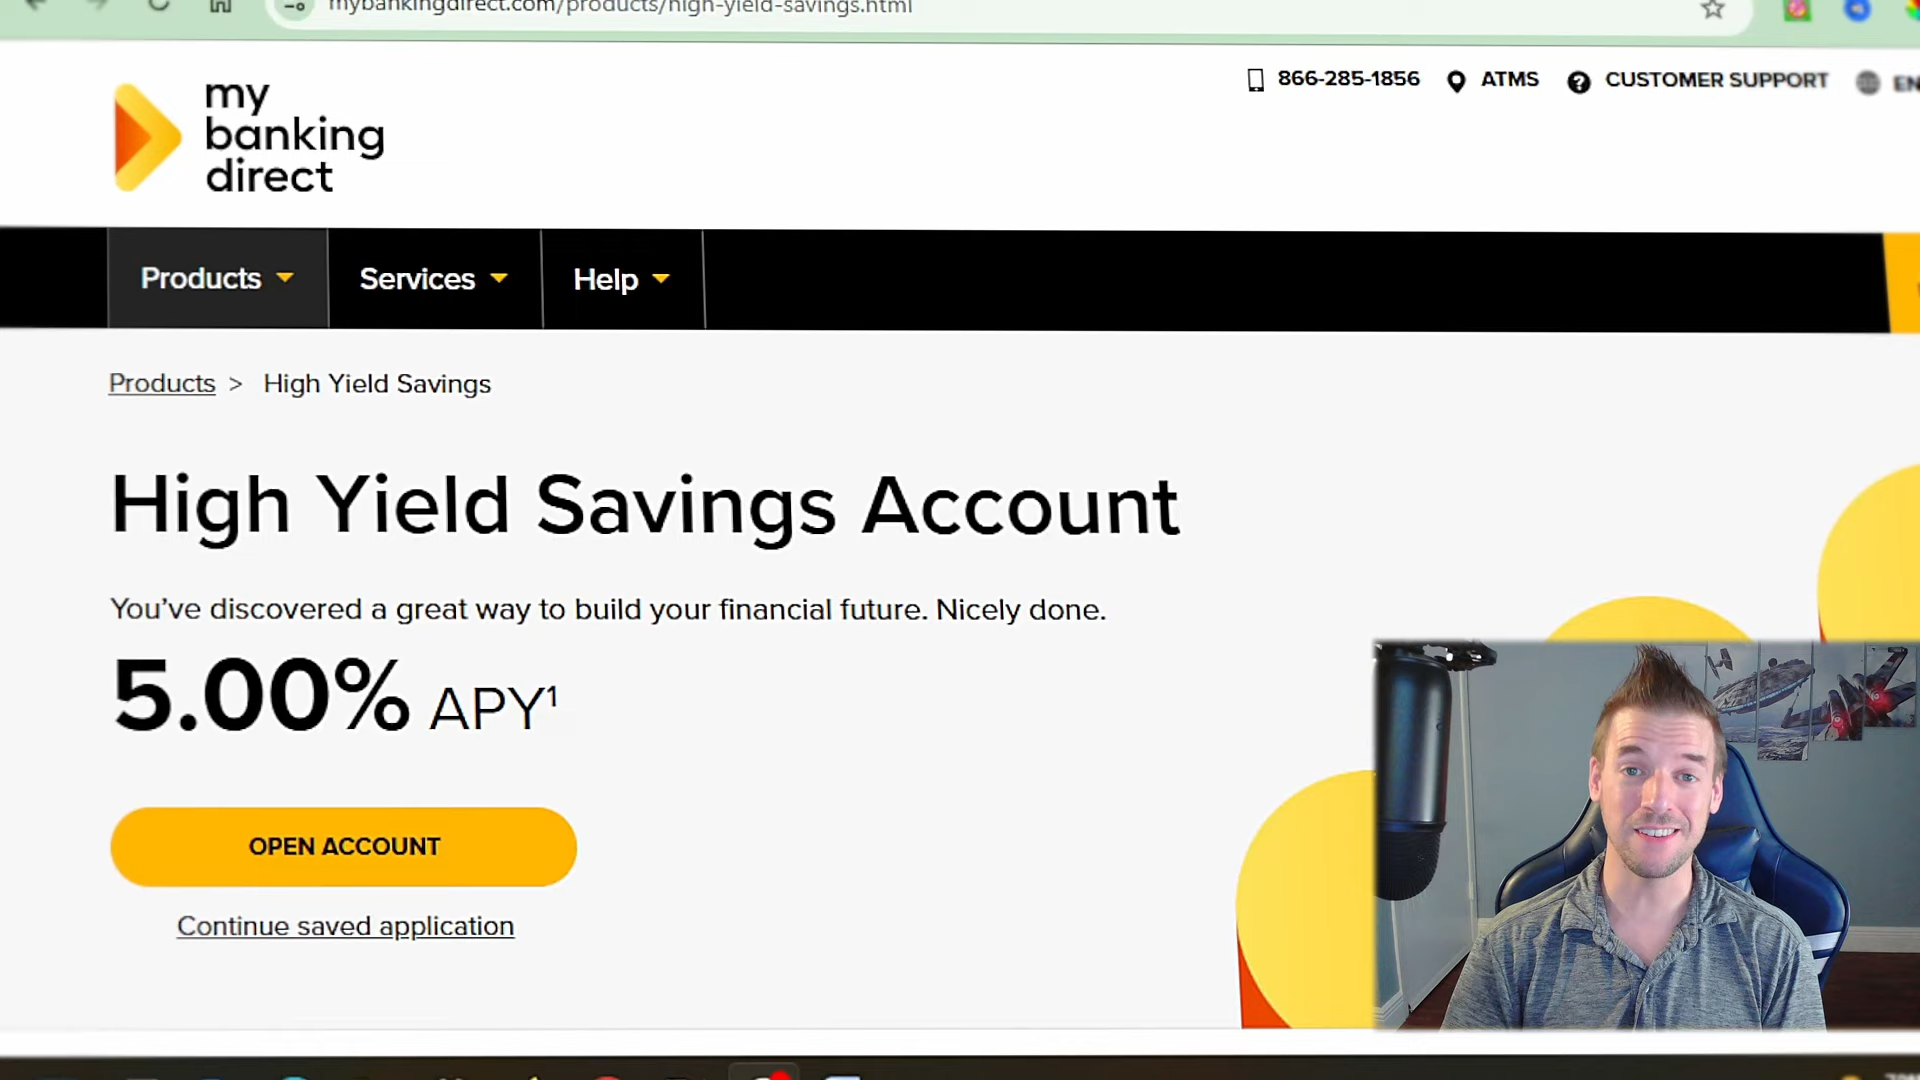 mybankingdirect.com/products/high-yield-savings.html
866-285-1856 ATMS CUSTOMER SUPPORT EN
my
banking
direct
Products Services Help
Products > High Yield Savings
High Yield Savings Account
You've discovered a great way to build your financial future. Nicely done.
5.00% APY¹
OPEN ACCOUNT
Continue saved application